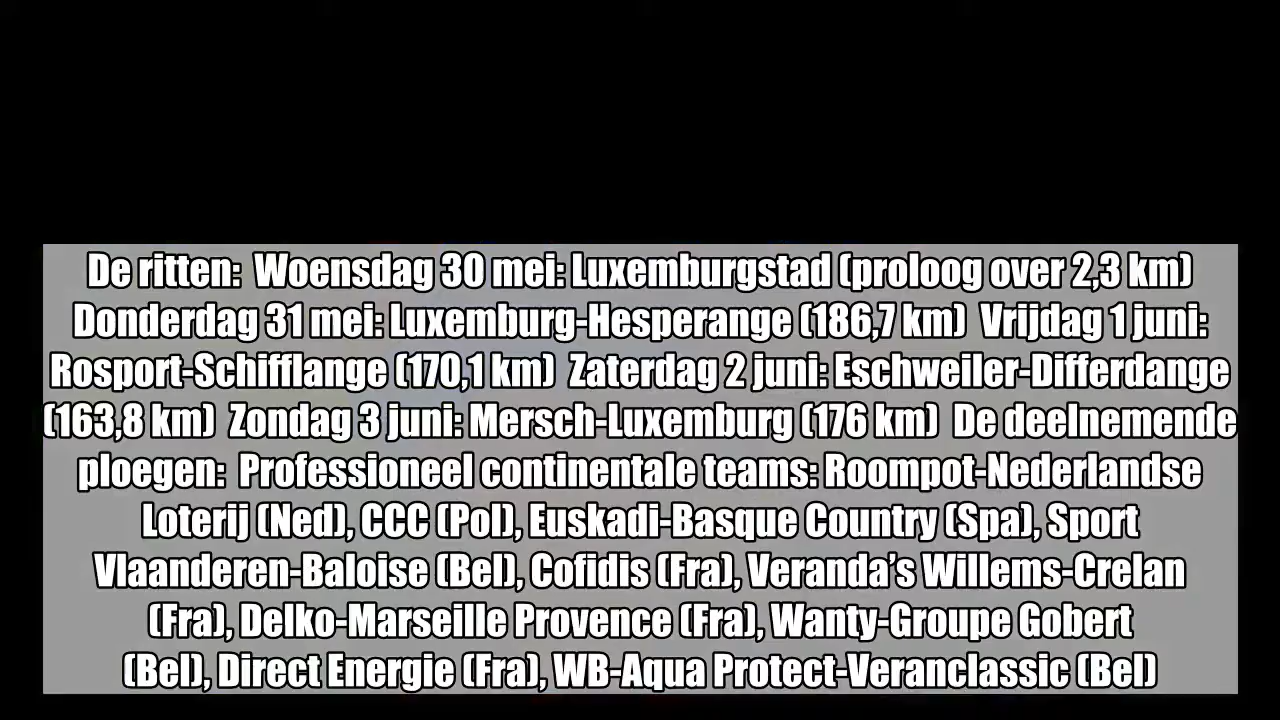 De ritten:  Woensdag 30 mei: Luxemburgstad (proloog over 2,3 km)
Donderdag 31 mei: Luxemburg-Hesperange (186,7 km)  Vrijdag 1 juni:
Rosport-Schifflange (170,1 km)  Zaterdag 2 juni: Eschweiler-Differdange
(163,8 km)  Zondag 3 juni: Mersch-Luxemburg (176 km)  De deelnemende
ploegen:  Professioneel continentale teams: Roompot-Nederlandse
Loterij (Ned), CCC (Pol), Euskadi-Basque Country (Spa), Sport
Vlaanderen-Baloise (Bel), Cofidis (Fra), Veranda’s Willems-Crelan
(Fra), Delko-Marseille Provence (Fra), Wanty-Groupe Gobert
(Bel), Direct Energie (Fra), WB-Aqua Protect-Veranclassic (Bel)